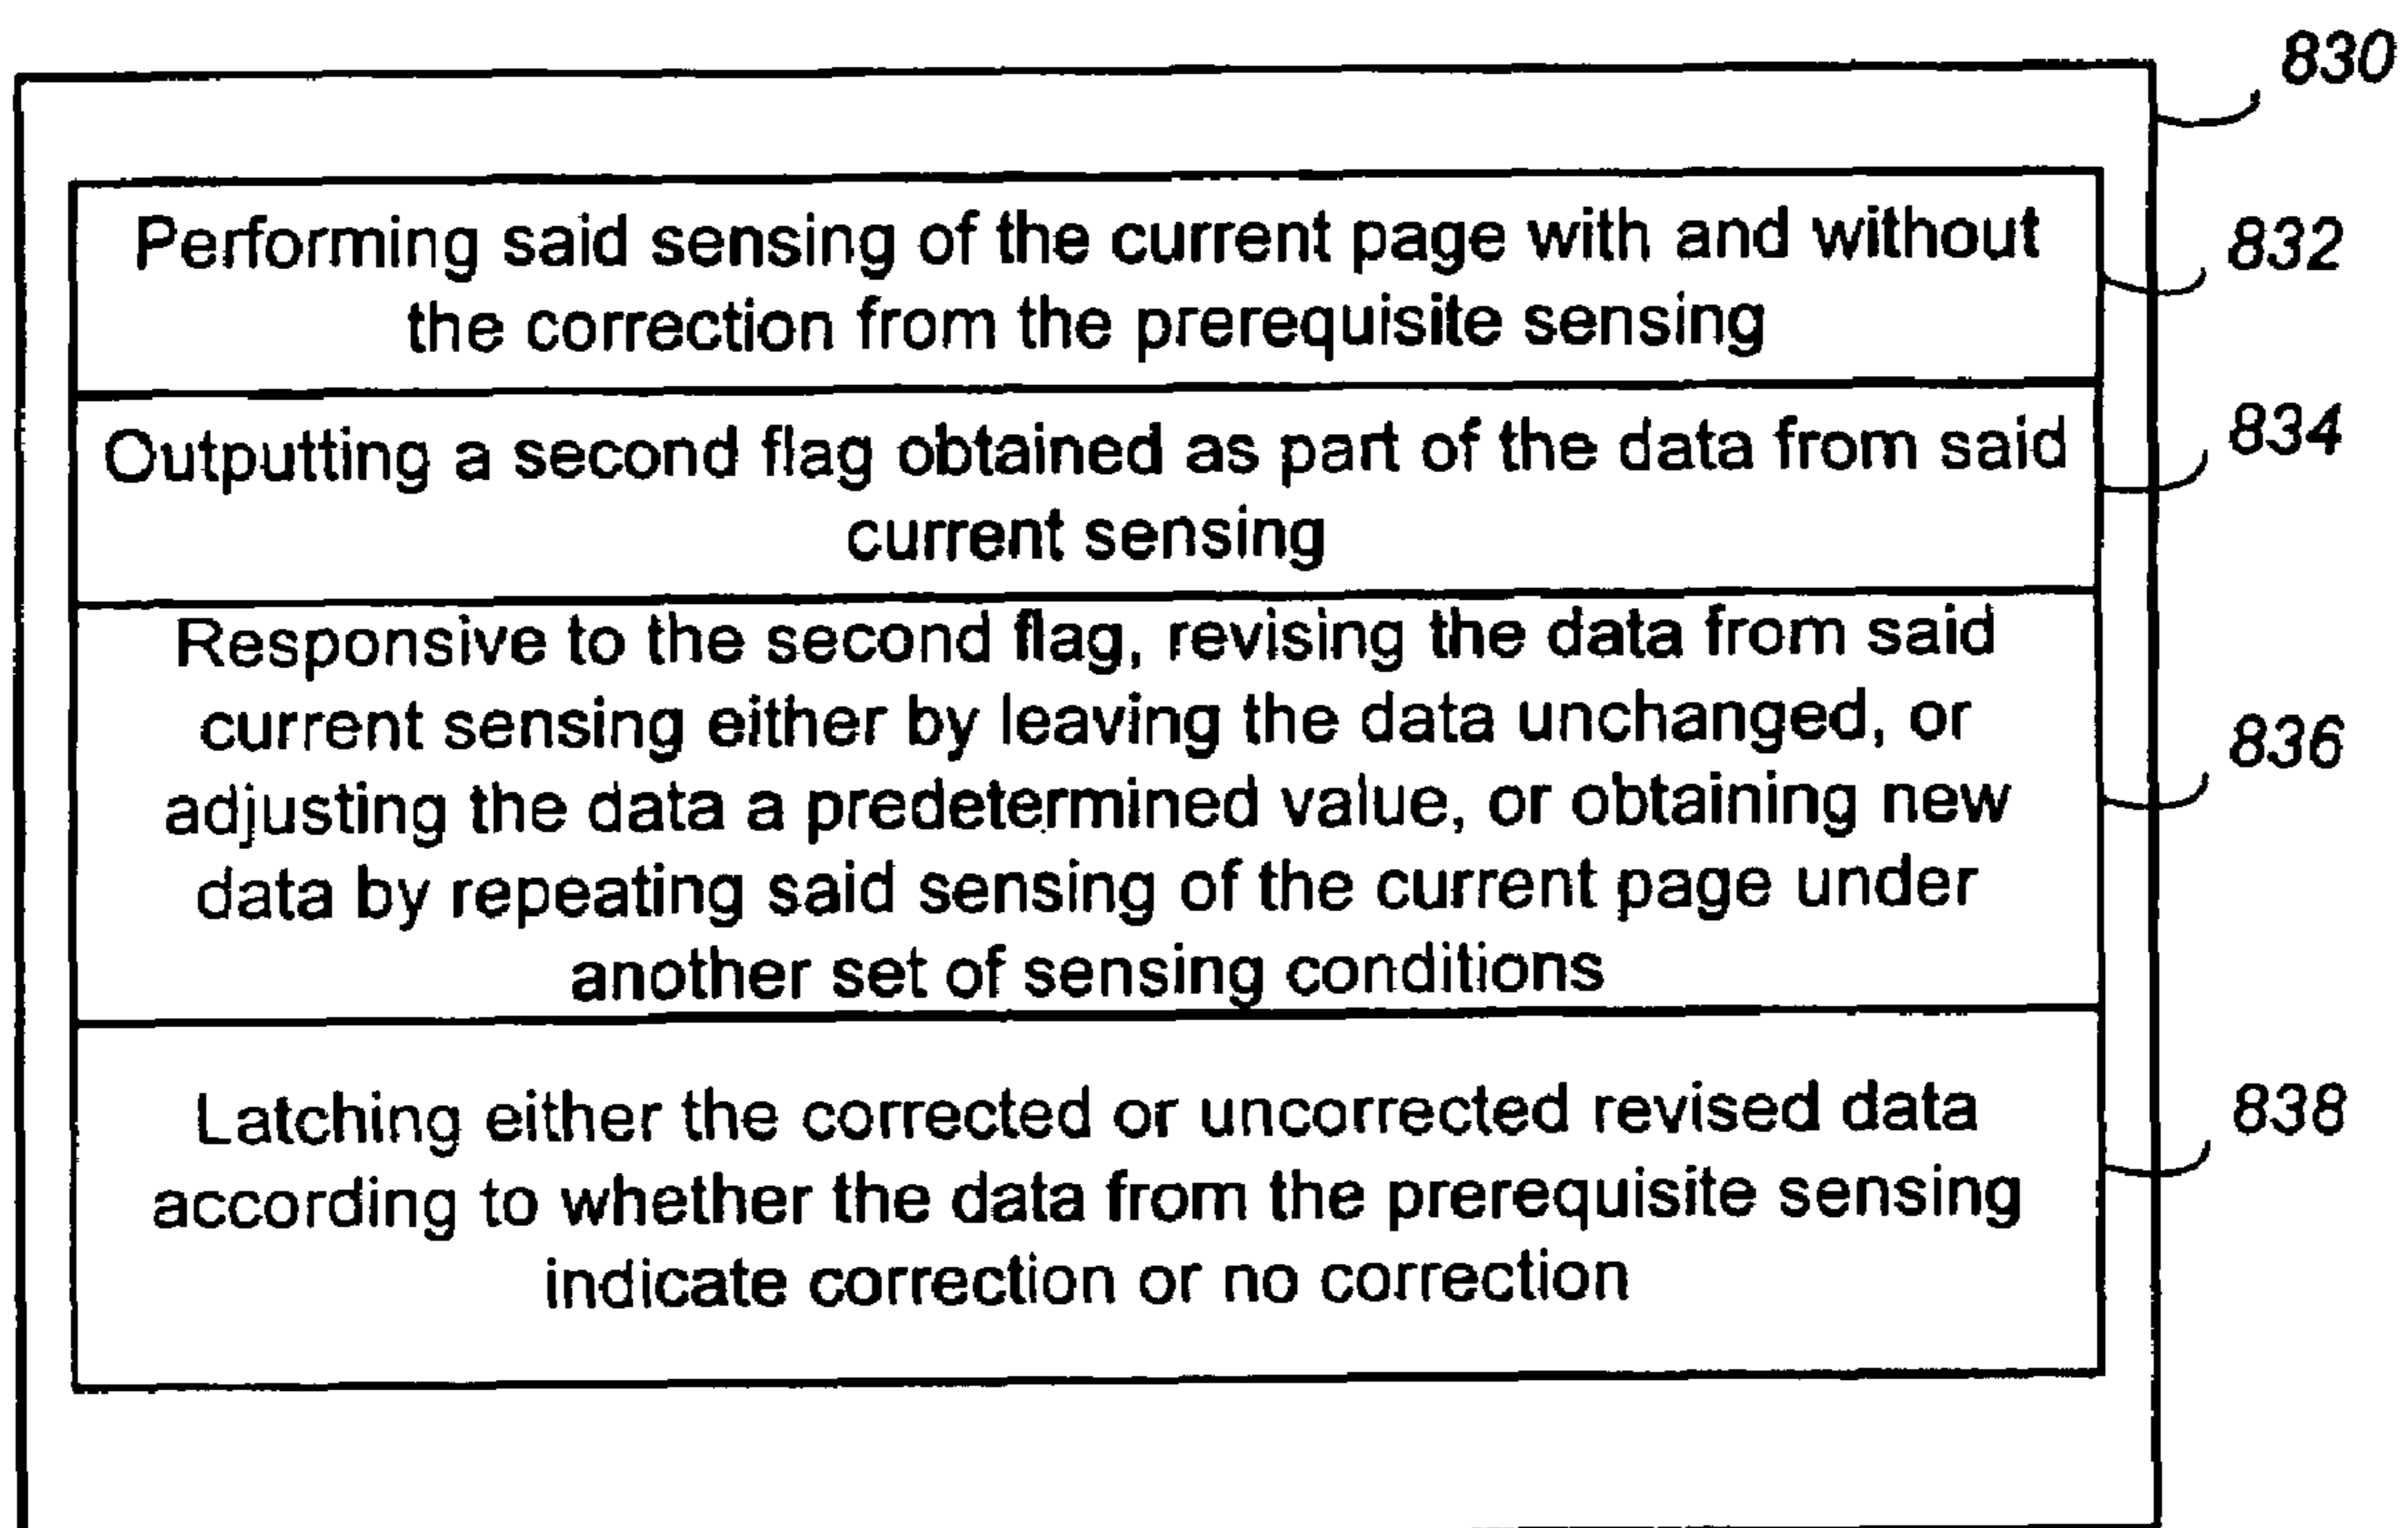 830
Performing said sensing of the current page with and without
the correction from the prerequisite sensing
832
Outputting a second flag obtained as part of the data from said
current sensing
834
Responsive to the second flag, revising the data from said
current sensing either by leaving the data unchanged, or
adjusting the data a predetermined value, or obtaining new
data by repeating said sensing of the current page under
another set of sensing conditions
836
Latching either the corrected or uncorrected revised data
according to whether the data from the prerequisite sensing
indicate correction or no correction
838